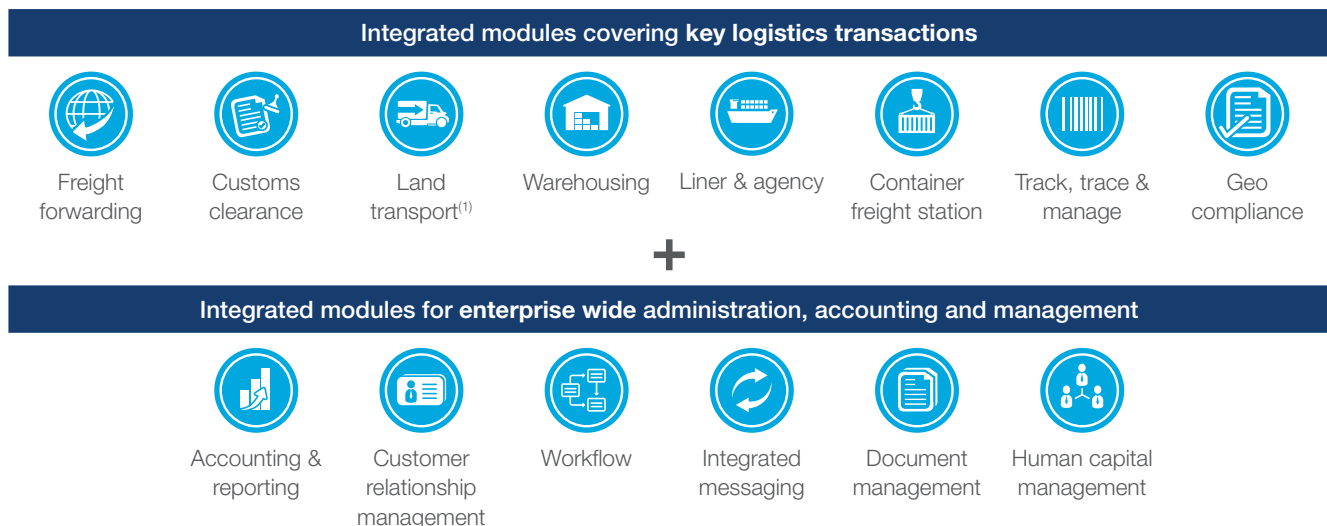 Integrated modules covering key logistics transactions
Freight
forwarding
Customs
clearance
Land
transport(1)
Warehousing
Liner & agency
Container
freight station
Track, trace &
manage
Geo
compliance
+
Integrated modules for enterprise wide administration, accounting and management
Accounting &
reporting
Customer
relationship
management
Workflow
Integrated
messaging
Document
management
Human capital
management